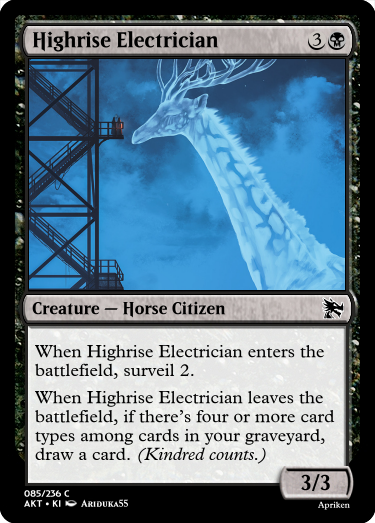 Highrise Electrician 3
Creature — Horse Citizen
When Highrise Electrician enters the
battlefield, surveil 2.
When Highrise Electrician leaves the
battlefield, if there's four or more card
types among cards in your graveyard,
draw a card. (Kindred counts.)
3/3
085/236 C
AKT • KI Ariduka55
Apriken